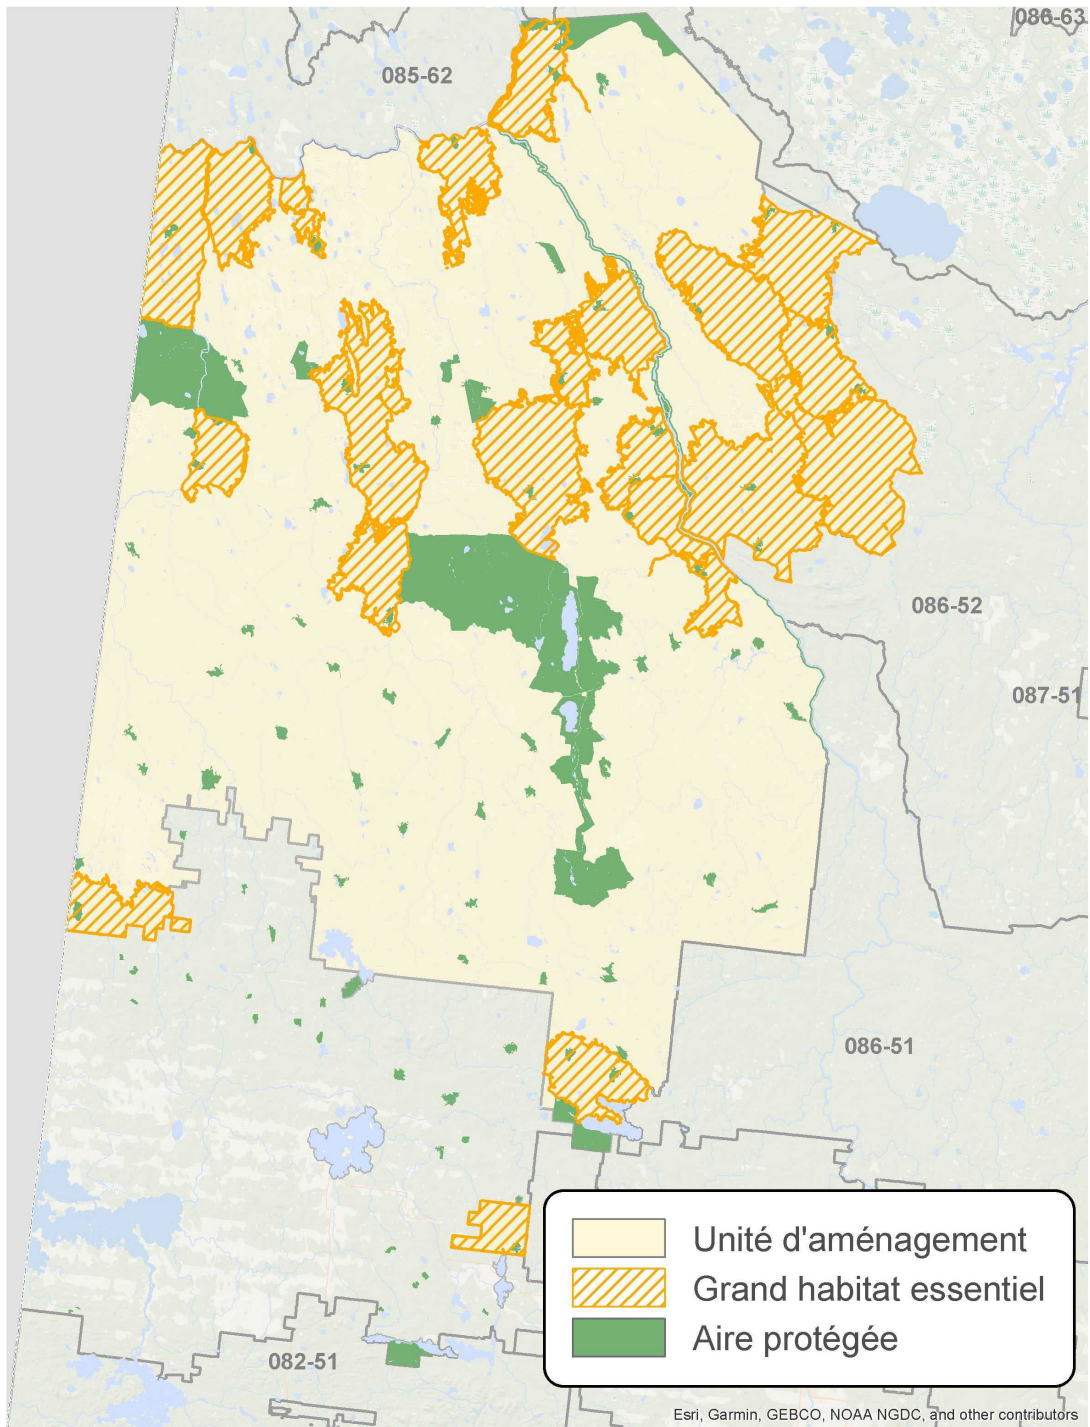 086-63
085-62
086-52
087-51
086-51
082-51
Unité d'aménagement
Grand habitat essentiel
Aire protégée
Esri, Garmin, GEBCO, NOAA NGDC, and other contributors